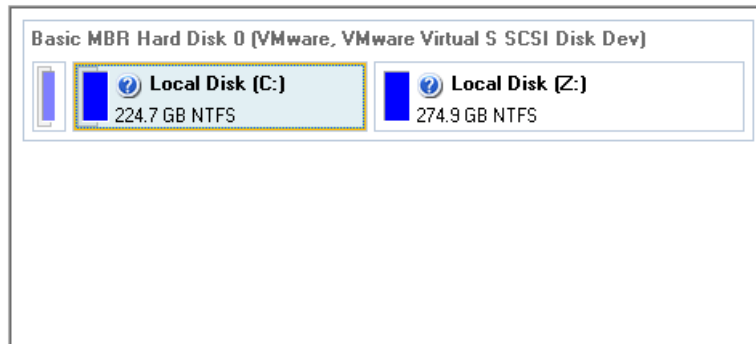 Basic MBR Hard Disk 0 (VMware, VMware Virtual S SCSI Disk Dev)
Local Disk (C:)
224.7 GB NTFS
Local Disk (Z:)
274.9 GB NTFS